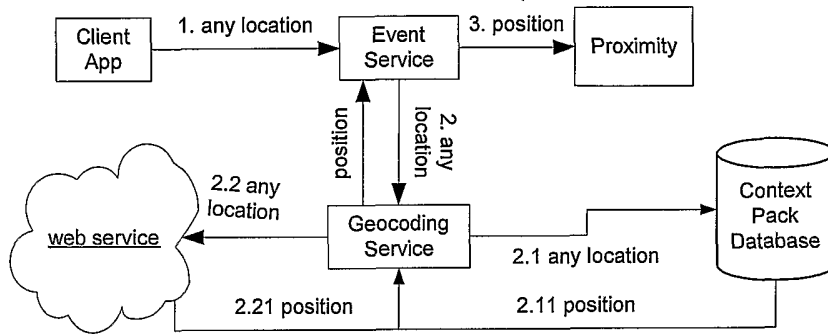 Client
App
1. any location
Event
Service
3. position
Proximity
position
2. any
location
2.2 any
location
web service
Geocoding
Service
2.1 any location
Context
Pack
Database
2.21 position
2.11 position